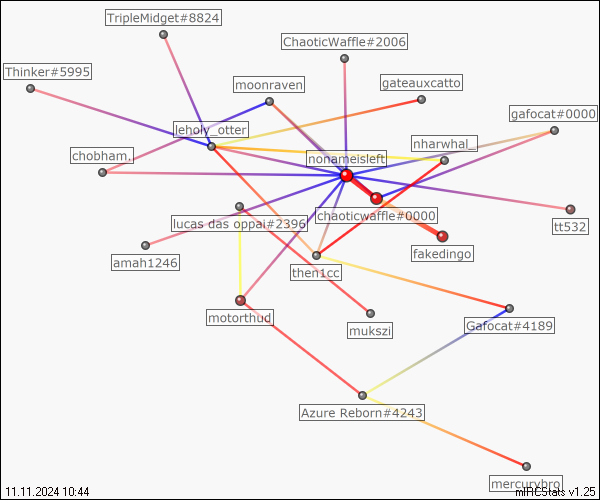 TripleMidget#8824
ChaoticWaffle#2006
Thinker#5995
moonraven
gateauxcatto
gafocat#0000
leholy_otter
nharwhal_
chobham.
nonameisleft
chaoticwaffle#0000
lucas das oppai#2396
tt532
amah1246
fakedingo
then1cc
motorthud
mukszi
Gafocat#4189
Azure Reborn#4243
mercurybro
11.11.2024 10:44
mIRCStats v1.25